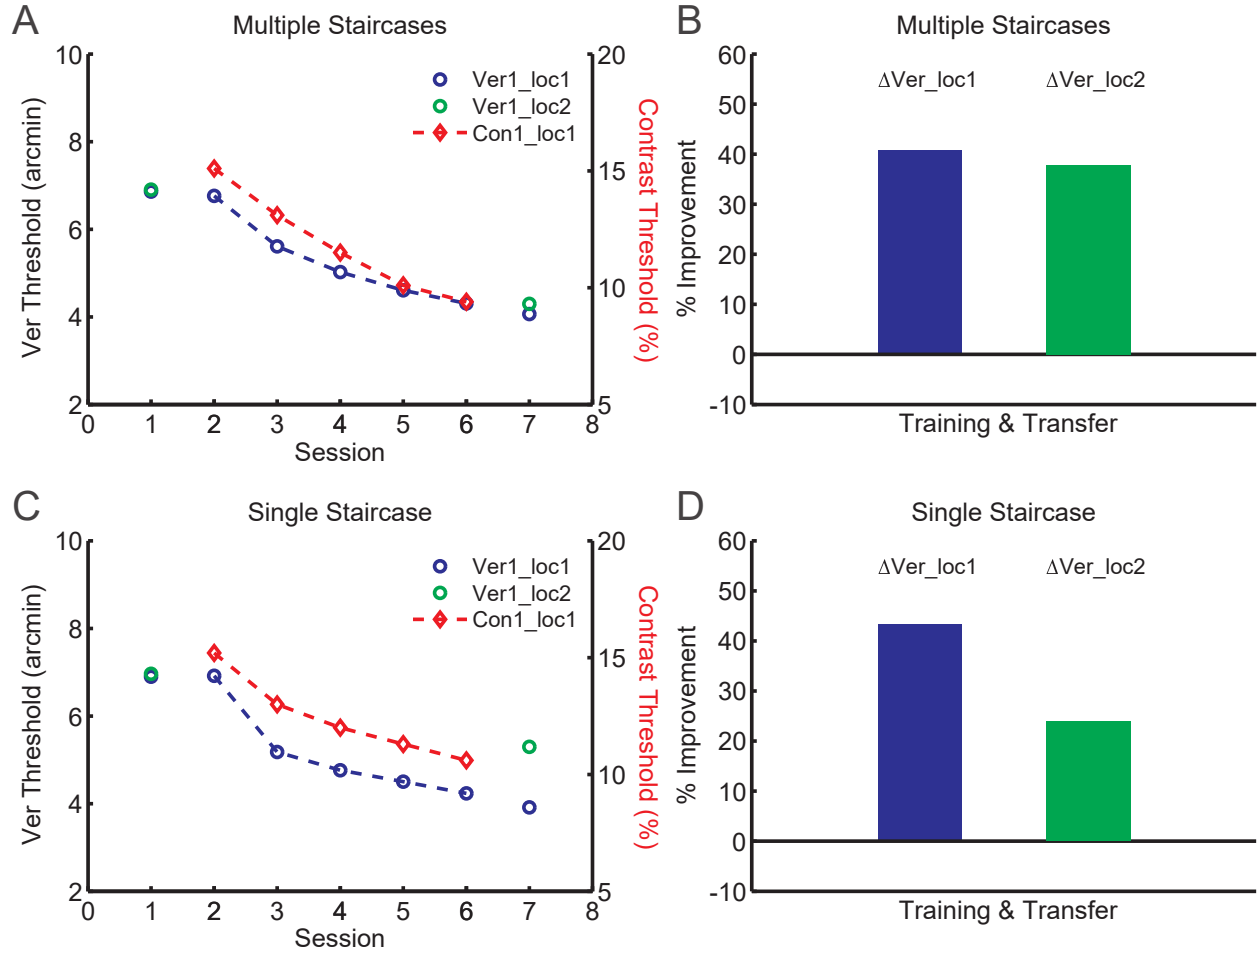 A
Multiple Staircases
10
8
6
4
2
Ver Threshold (arcmin)
20
15
10
5
Contrast Threshold (%)
Ver1_loc1
Ver1_loc2
Con1_loc1
0 1 2 3 4 5 6 7 8
Session
B
Multiple Staircases
60
50
40
30
20
10
0
-10
% Improvement
ΔVer_loc1 ΔVer_loc2
Training & Transfer
C
Single Staircase
10
8
6
4
2
Ver Threshold (arcmin)
20
15
10
5
Contrast Threshold (%)
Ver1_loc1
Ver1_loc2
Con1_loc1
0 1 2 3 4 5 6 7 8
Session
D
Single Staircase
60
50
40
30
20
10
0
-10
% Improvement
ΔVer_loc1 ΔVer_loc2
Training & Transfer